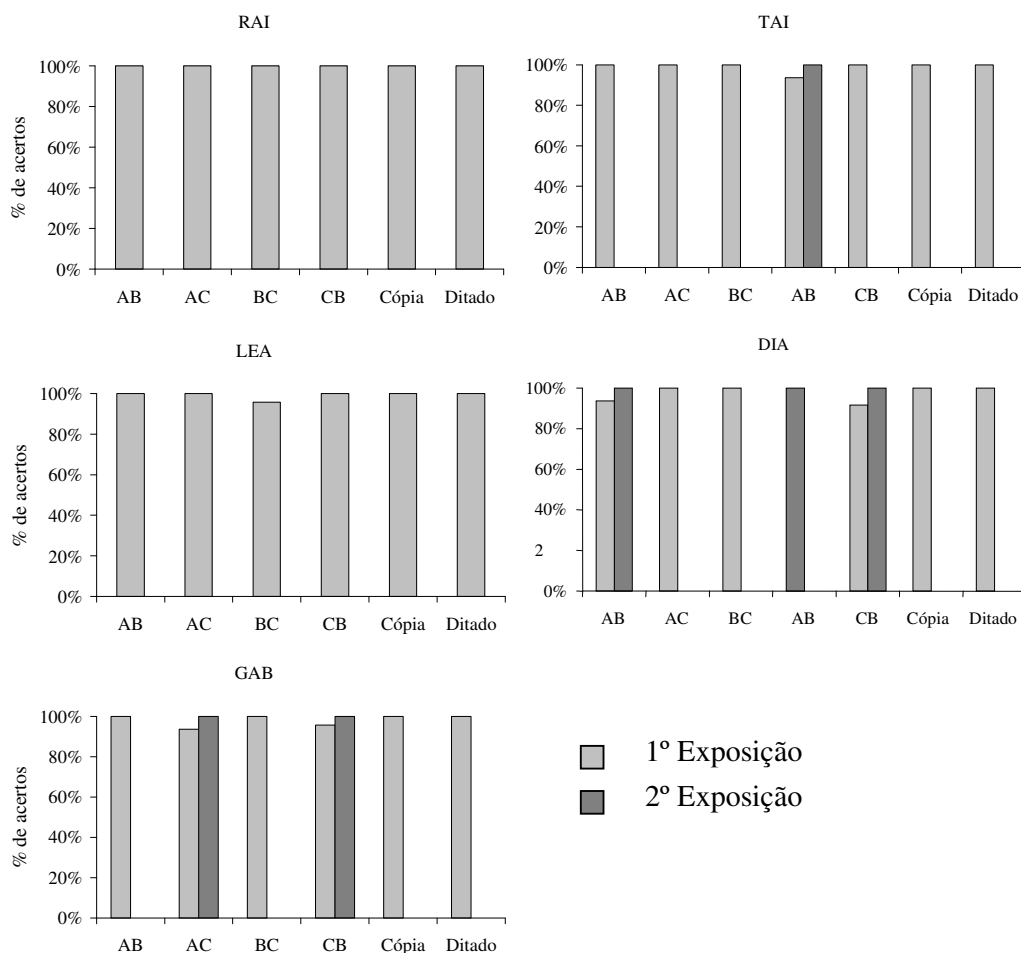 RAI
% de acertos
100%
80%
60%
40%
20%
0%
AB AC BC CB Cópia Ditado
TAI
100%
80%
60%
40%
20%
0%
AB AC BC AB CB Cópia Ditado
LEA
% de acertos
100%
80%
60%
40%
20%
0%
AB AC BC CB Cópia Ditado
DIA
100%
80%
60%
40%
2
0%
AB AC BC AB CB Cópia Ditado
GAB
% de acertos
100%
80%
60%
40%
20%
0%
AB AC BC CB Cópia Ditado
1º Exposição
2º Exposição